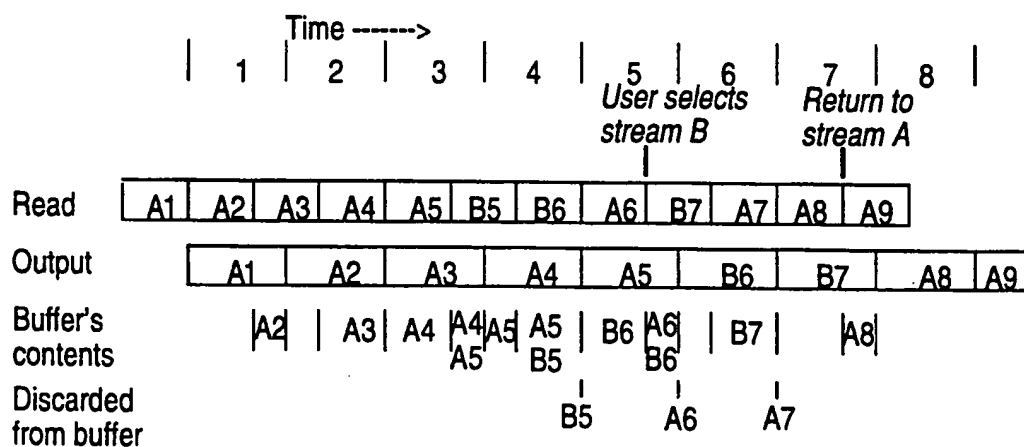 Time ------->
1 2 3 4 5 6 7 8
User selects Return to
stream B stream A
Read A1 A2 A3 A4 A5 B5 B6 A6 B7 A7 A8 A9
Output A1 A2 A3 A4 A5 B6 B7 A8 A9
Buffer's A2 A3 A4 A4 A5 A5 B6 A6 B7 A8
contents A5 B5 B6
Discarded B5 A6 A7
from buffer